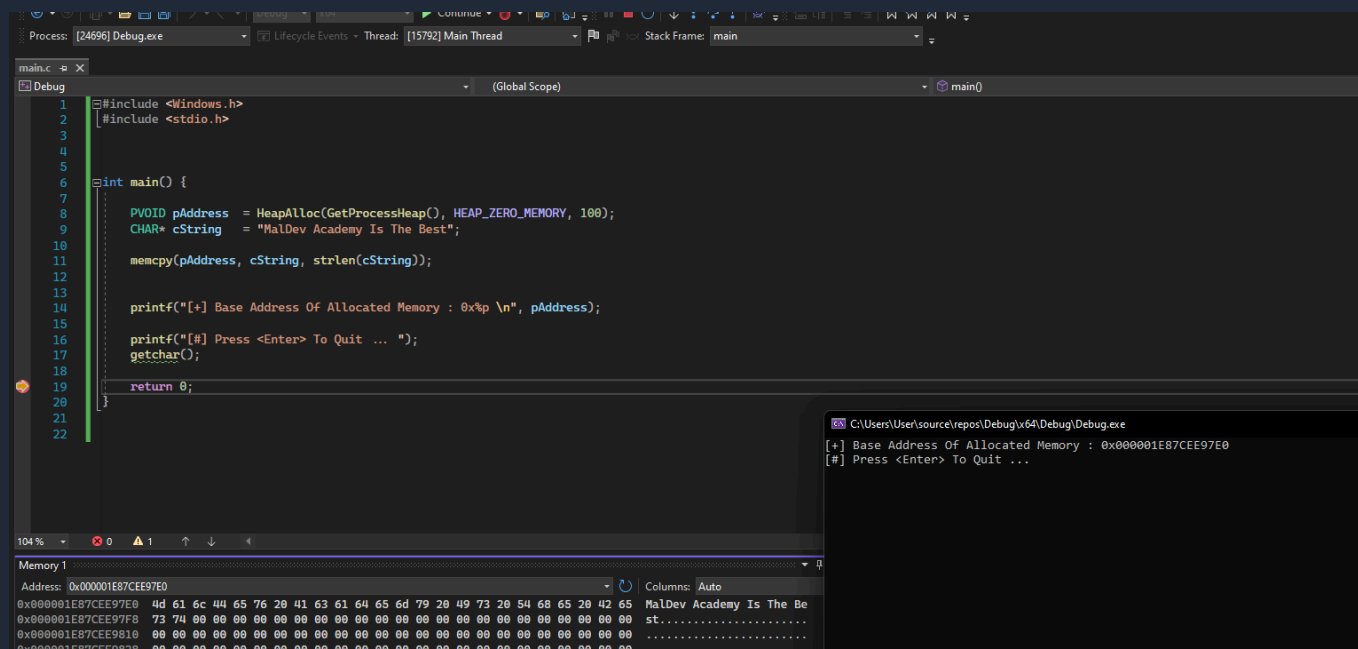 Debug x64 Continue
Process: [24696] Debug.exe Lifecycle Events Thread: [15792] Main Thread Stack Frame: main
main.c
Debug (Global Scope) main()
1 #include <Windows.h>
2 #include <stdio.h>
3
4
5
6 int main() {
7
8 PVOID pAddress = HeapAlloc(GetProcessHeap(), HEAP_ZERO_MEMORY, 100);
9 CHAR* cString = "MalDev Academy Is The Best";
10
11 memcpy(pAddress, cString, strlen(cString));
12
13
14 printf("[+] Base Address Of Allocated Memory : 0x%p \n", pAddress);
15
16 printf("[#] Press <Enter> To Quit ... ");
17 getchar();
18
19 return 0;
20 }
21
22
C:\Users\User\source\repos\Debug\x64\Debug\Debug.exe
[+] Base Address Of Allocated Memory : 0x000001E87CEE97E0
[#] Press <Enter> To Quit ...
104 % 0 1
Memory 1
Address: 0x000001E87CEE97E0 Columns: Auto
0x000001E87CEE97E0 4d 61 6c 44 65 76 20 41 63 61 64 65 6d 79 20 49 73 20 54 68 65 20 42 65 MalDev Academy Is The Be
0x000001E87CEE97F8 73 74 00 00 00 00 00 00 00 00 00 00 00 00 00 00 00 00 00 00 00 00 00 00 st......................
0x000001E87CEE9810 00 00 00 00 00 00 00 00 00 00 00 00 00 00 00 00 00 00 00 00 00 00 00 00 ........................